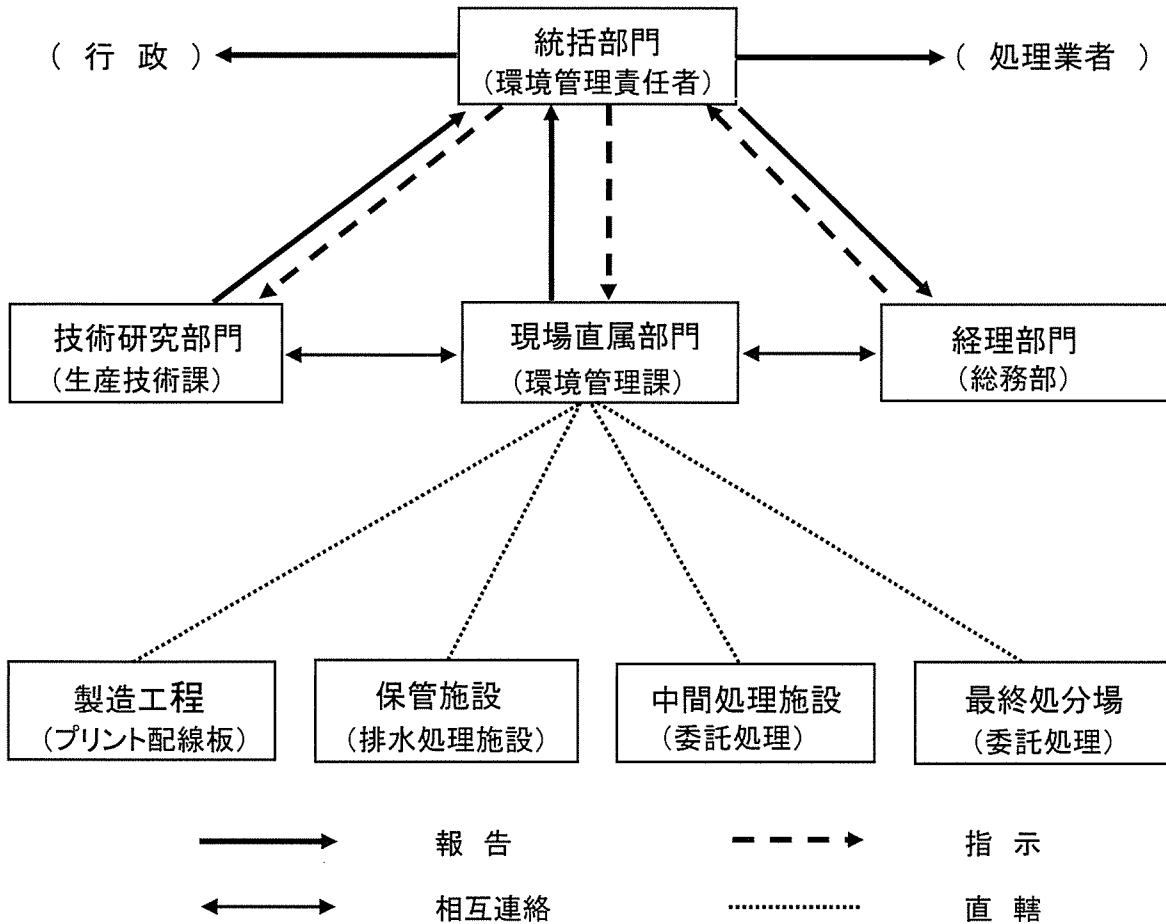 ( 行 政 )
統括部門
(環境管理責任者)
( 処理業者 )
技術研究部門
(生産技術課)
現場直属部門
(環境管理課)
経理部門
(総務部)
製造工程
(プリント配線板)
保管施設
(排水処理施設)
中間処理施設
(委託処理)
最終処分場
(委託処理)
報 告
指 示
相互連絡
直 轄